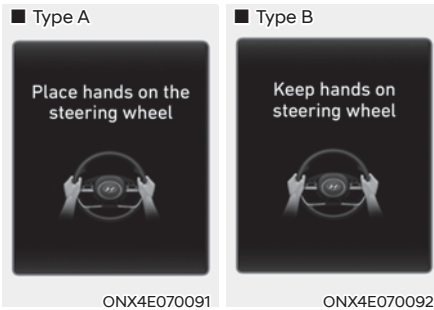 ■ Type A
Place hands on the
steering wheel
ONX4E070091
■ Type B
Keep hands on
steering wheel
ONX4E070092